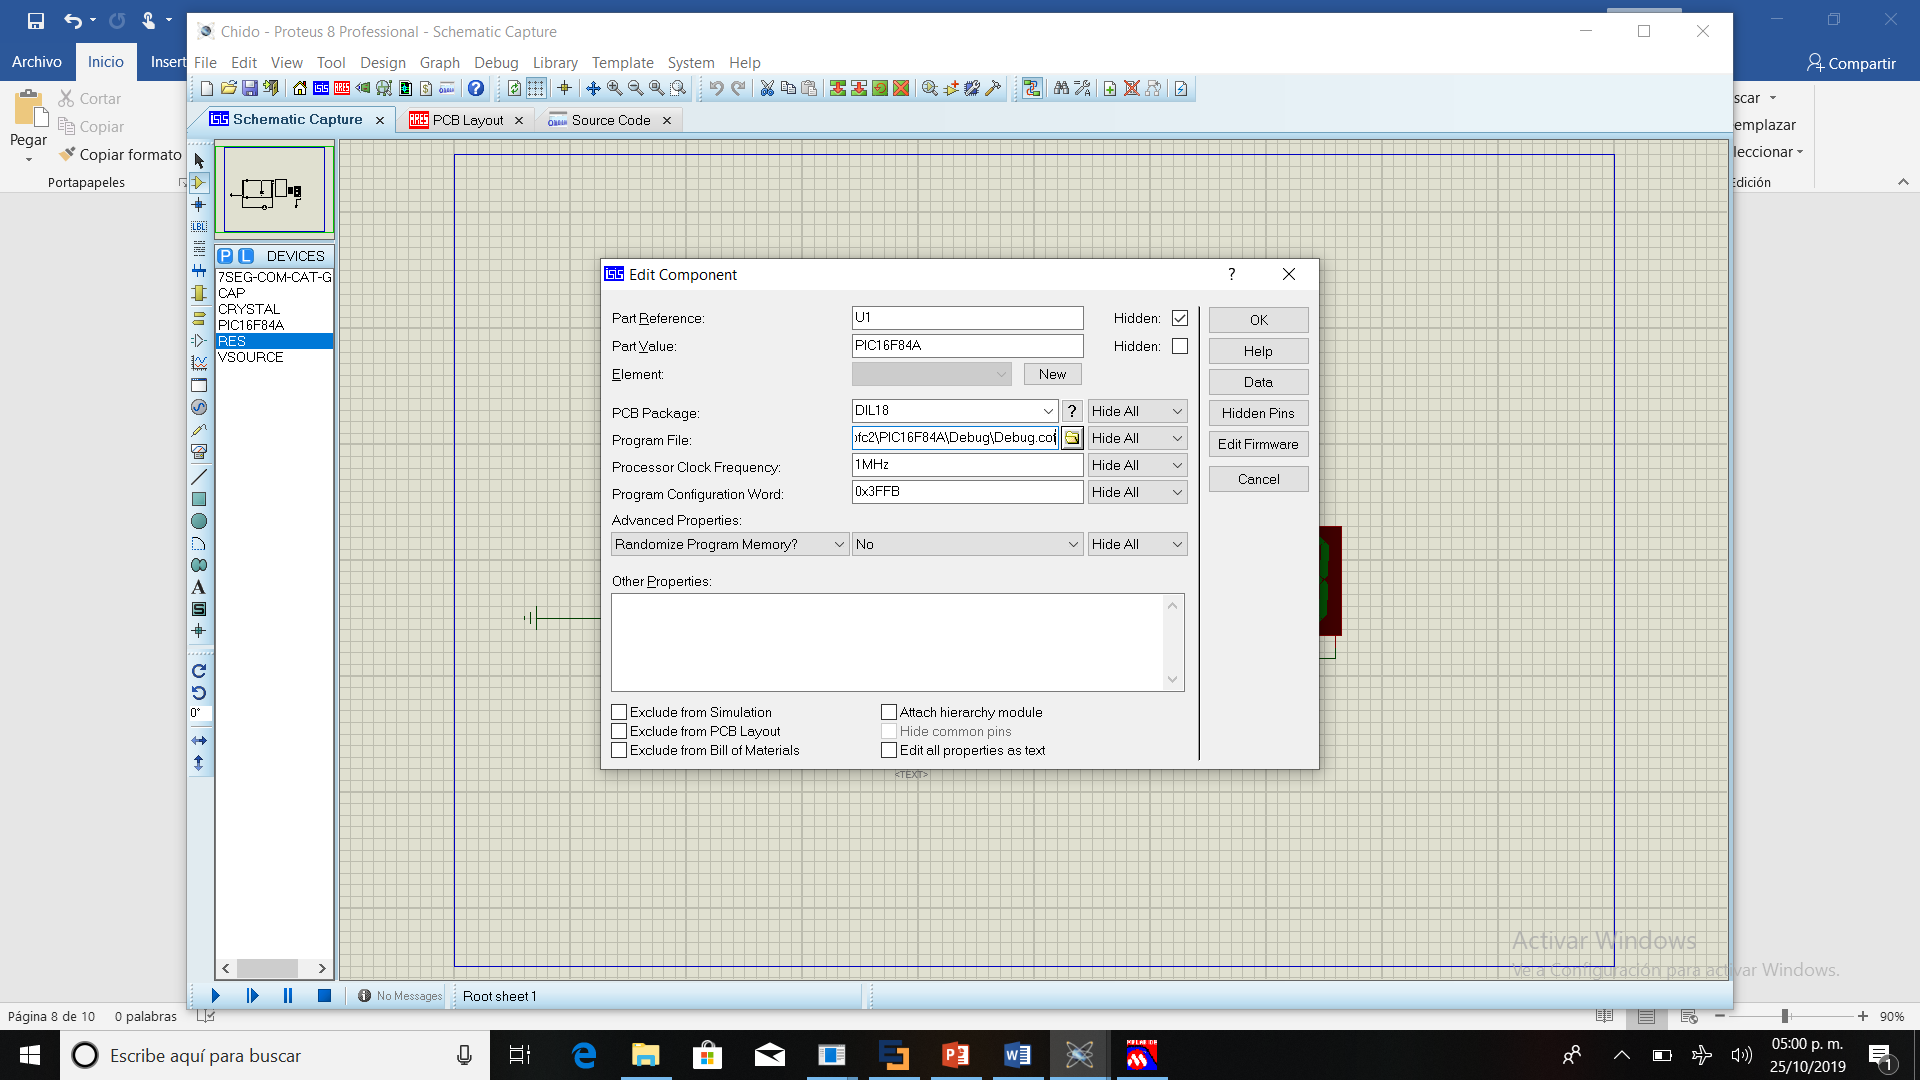 Chido - Proteus 8 Professional - Schematic Capture
Archivo
Inicio
Insert
Compartir
File Edit View Tool Design Graph Debug Library Template System Help
Pegar
Cortar
Copiar
Copiar formato
Portapapeles
scar
emplazar
leccionar
dición
Schematic Capture
PCB Layout
Source Code
P L DEVICES
7SEG-COM-CAT-G
CAP
CRYSTAL
PIC16F84A
RES
VSOURCE
LBL
A
S
0°
Edit Component
?
Part Reference: U1 Hidden:
Part Value: PIC16F84A Hidden:
Element: New
PCB Package: DIL18 ? Hide All
Program File: ofc2\PIC16F84A\Debug\Debug.cof Hide All
Processor Clock Frequency: 1MHz Hide All
Program Configuration Word: 0x3FFB Hide All
Advanced Properties:
Randomize Program Memory? No Hide All
Other Properties:
Exclude from Simulation
Exclude from PCB Layout
Exclude from Bill of Materials
Attach hierarchy module
Hide common pins
Edit all properties as text
OK
Help
Data
Hidden Pins
Edit Firmware
Cancel
<TEXT>
Activar Windows
Ve a Configuración para activar Windows.
No Messages
Root sheet 1
Página 8 de 10 0 palabras
90%
Escribe aquí para buscar
05:00 p. m.
25/10/2019
1